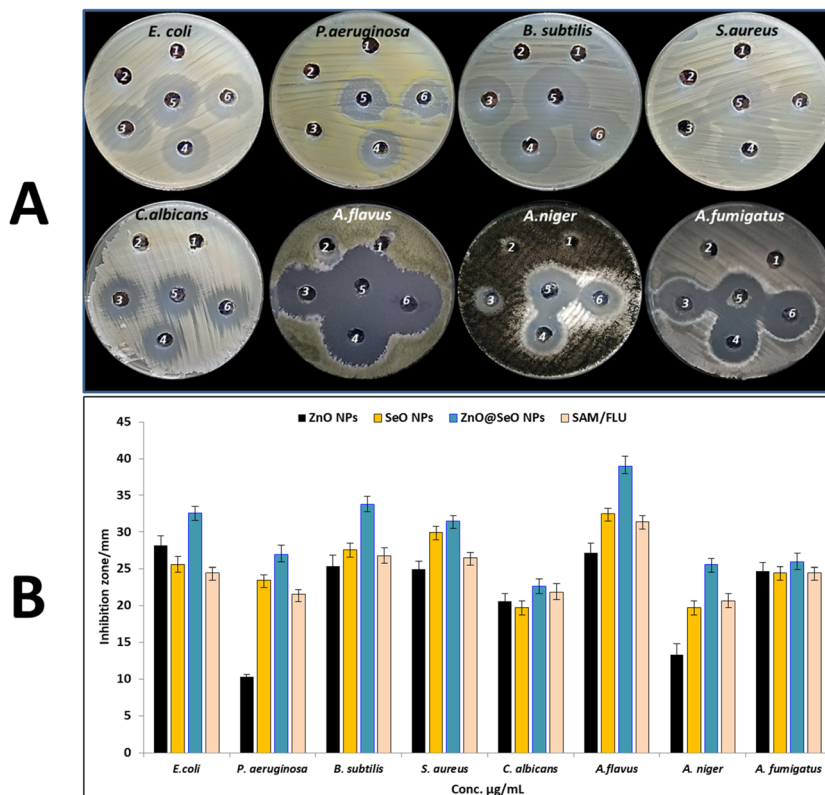 A
E. coli
P.aeruginosa
B. subtilis
S.aureus
1
2
3
4
5
6
1
2
3
4
5
6
2
1
3
5
4
6
1
2
3
4
5
6
C.albicans
A.flavus
A.niger
A.fumigatus
2
1
3
5
6
4
2
1
3
5
6
4
2
1
3
5
6
4
2
1
3
5
6
4
B
ZnO NPs
SeO NPs
ZnO@SeO NPs
SAM/FLU
Inhibition zone/mm
45
40
35
30
25
20
15
10
5
0
E.coli
P. aeruginosa
B. subtilis
S. aureus
C. albicans
A.flavus
A. niger
A. fumigatus
Conc. µg/mL